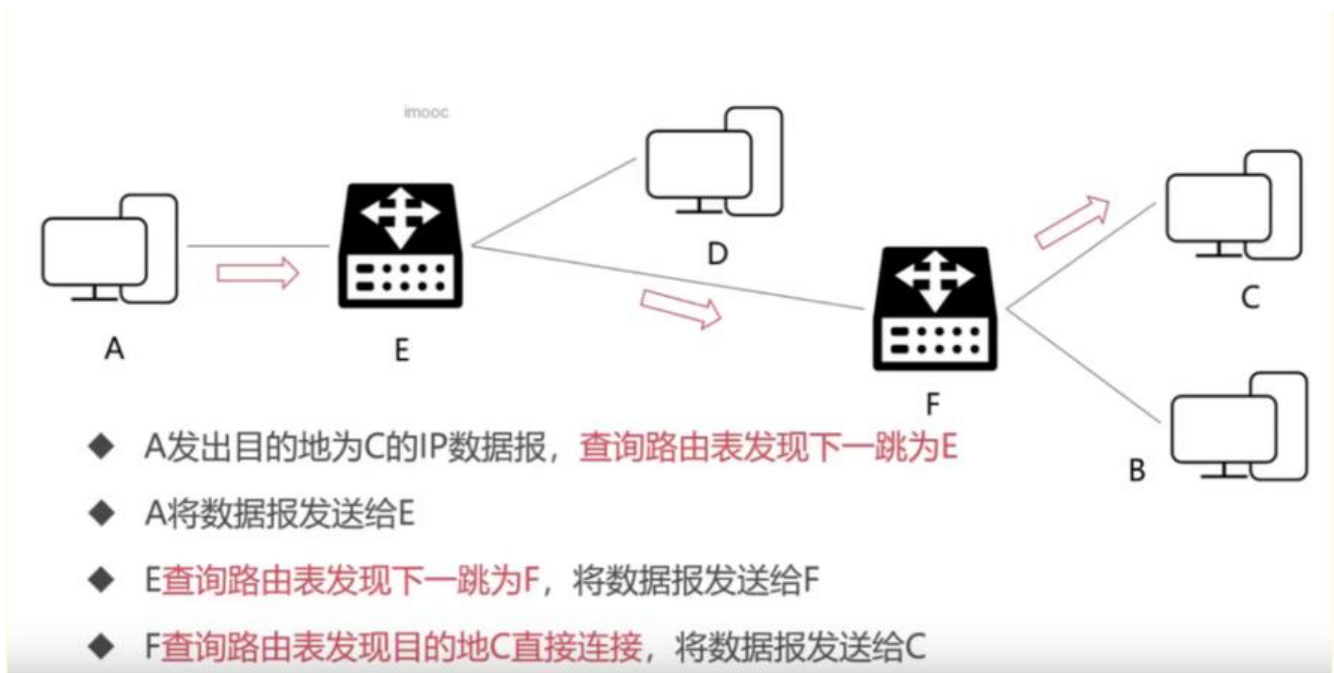 imooc
D
C
A
E
F
B
A发出目的地为C的IP数据报，查询路由表发现下一跳为E
A将数据报发送给E
E查询路由表发现下一跳为F，将数据报发送给F
F查询路由表发现目的地C直接连接，将数据报发送给C